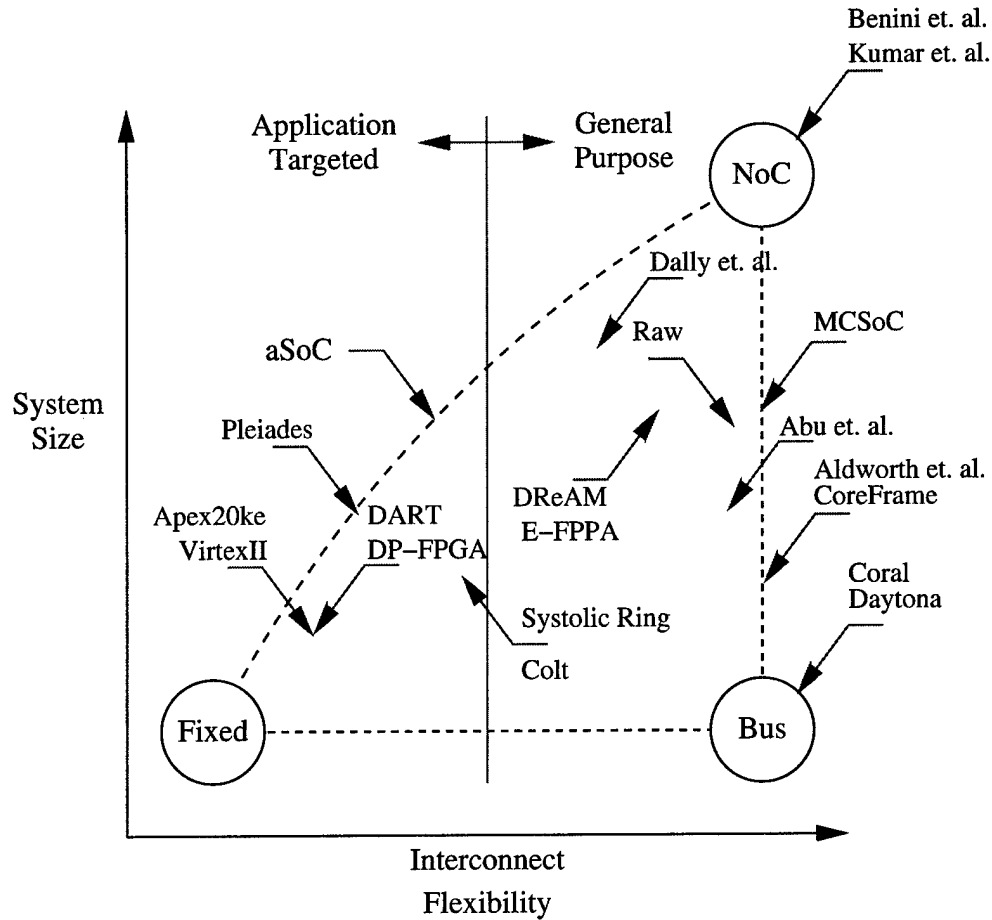 Benini et. al.
Kumar et. al.
Application
Targeted
General
Purpose
NoC
Dally et. al.
Raw
MCSoC
aSoC
System
Size
Pleiades
Abu et. al.
Aldworth et. al.
CoreFrame
DReAM
E-FPPA
Apex20ke
VirtexII
DART
DP-FPGA
Coral
Daytona
Systolic Ring
Colt
Fixed
Bus
Interconnect
Flexibility